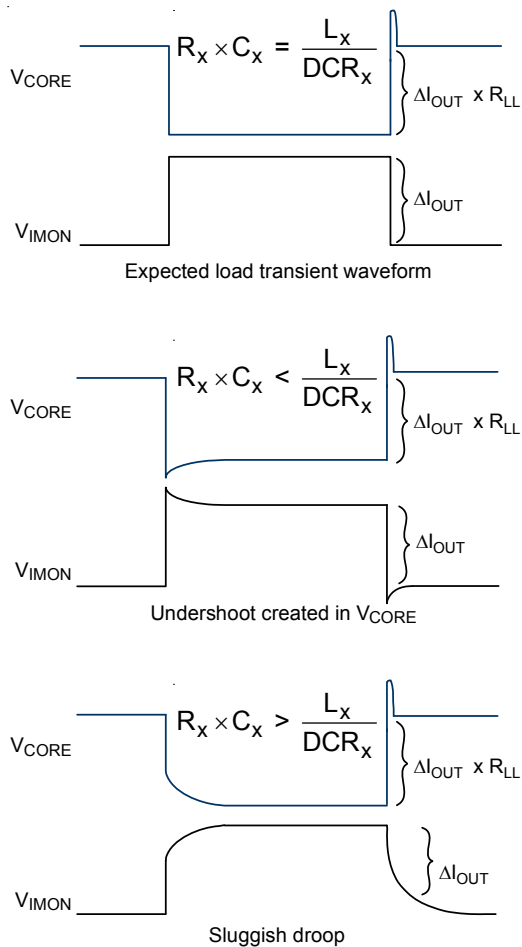 R_x × C_x = L_x / DCR_x
V_CORE
ΔI_OUT x R_LL
V_IMON
ΔI_OUT
Expected load transient waveform
R_x × C_x < L_x / DCR_x
V_CORE
ΔI_OUT x R_LL
V_IMON
ΔI_OUT
Undershoot created in V_CORE
R_x × C_x > L_x / DCR_x
V_CORE
ΔI_OUT x R_LL
V_IMON
ΔI_OUT
Sluggish droop